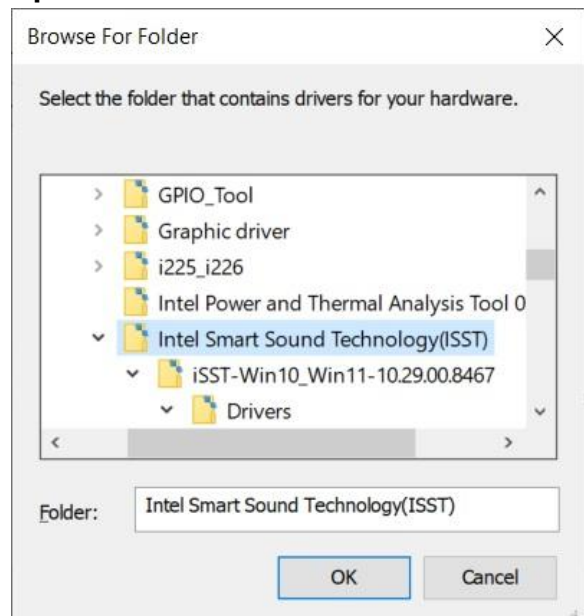 Browse For Folder
Select the folder that contains drivers for your hardware.
GPIO_Tool
Graphic driver
i225_i226
Intel Power and Thermal Analysis Tool 0
Intel Smart Sound Technology(ISST)
iSST-Win10_Win11-10.29.00.8467
Drivers
Folder: Intel Smart Sound Technology(ISST)
OK Cancel